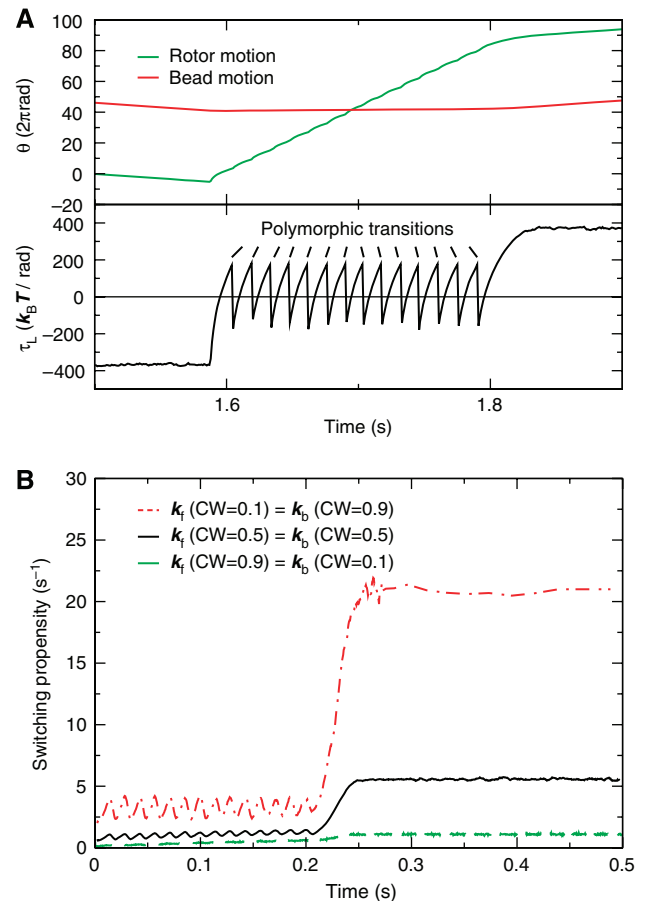 A
100
80
60
40
20
0
−20
θ (2πrad)
Rotor motion
Bead motion
400
200
0
−200
−400
τL (kBT / rad)
Polymorphic transitions
1.6
1.8
Time (s)
B
30
25
20
15
10
5
0
Switching propensity (s−1)
kf (CW=0.1) = kb (CW=0.9)
kf (CW=0.5) = kb (CW=0.5)
kf (CW=0.9) = kb (CW=0.1)
0
0.1
0.2
0.3
0.4
0.5
Time (s)